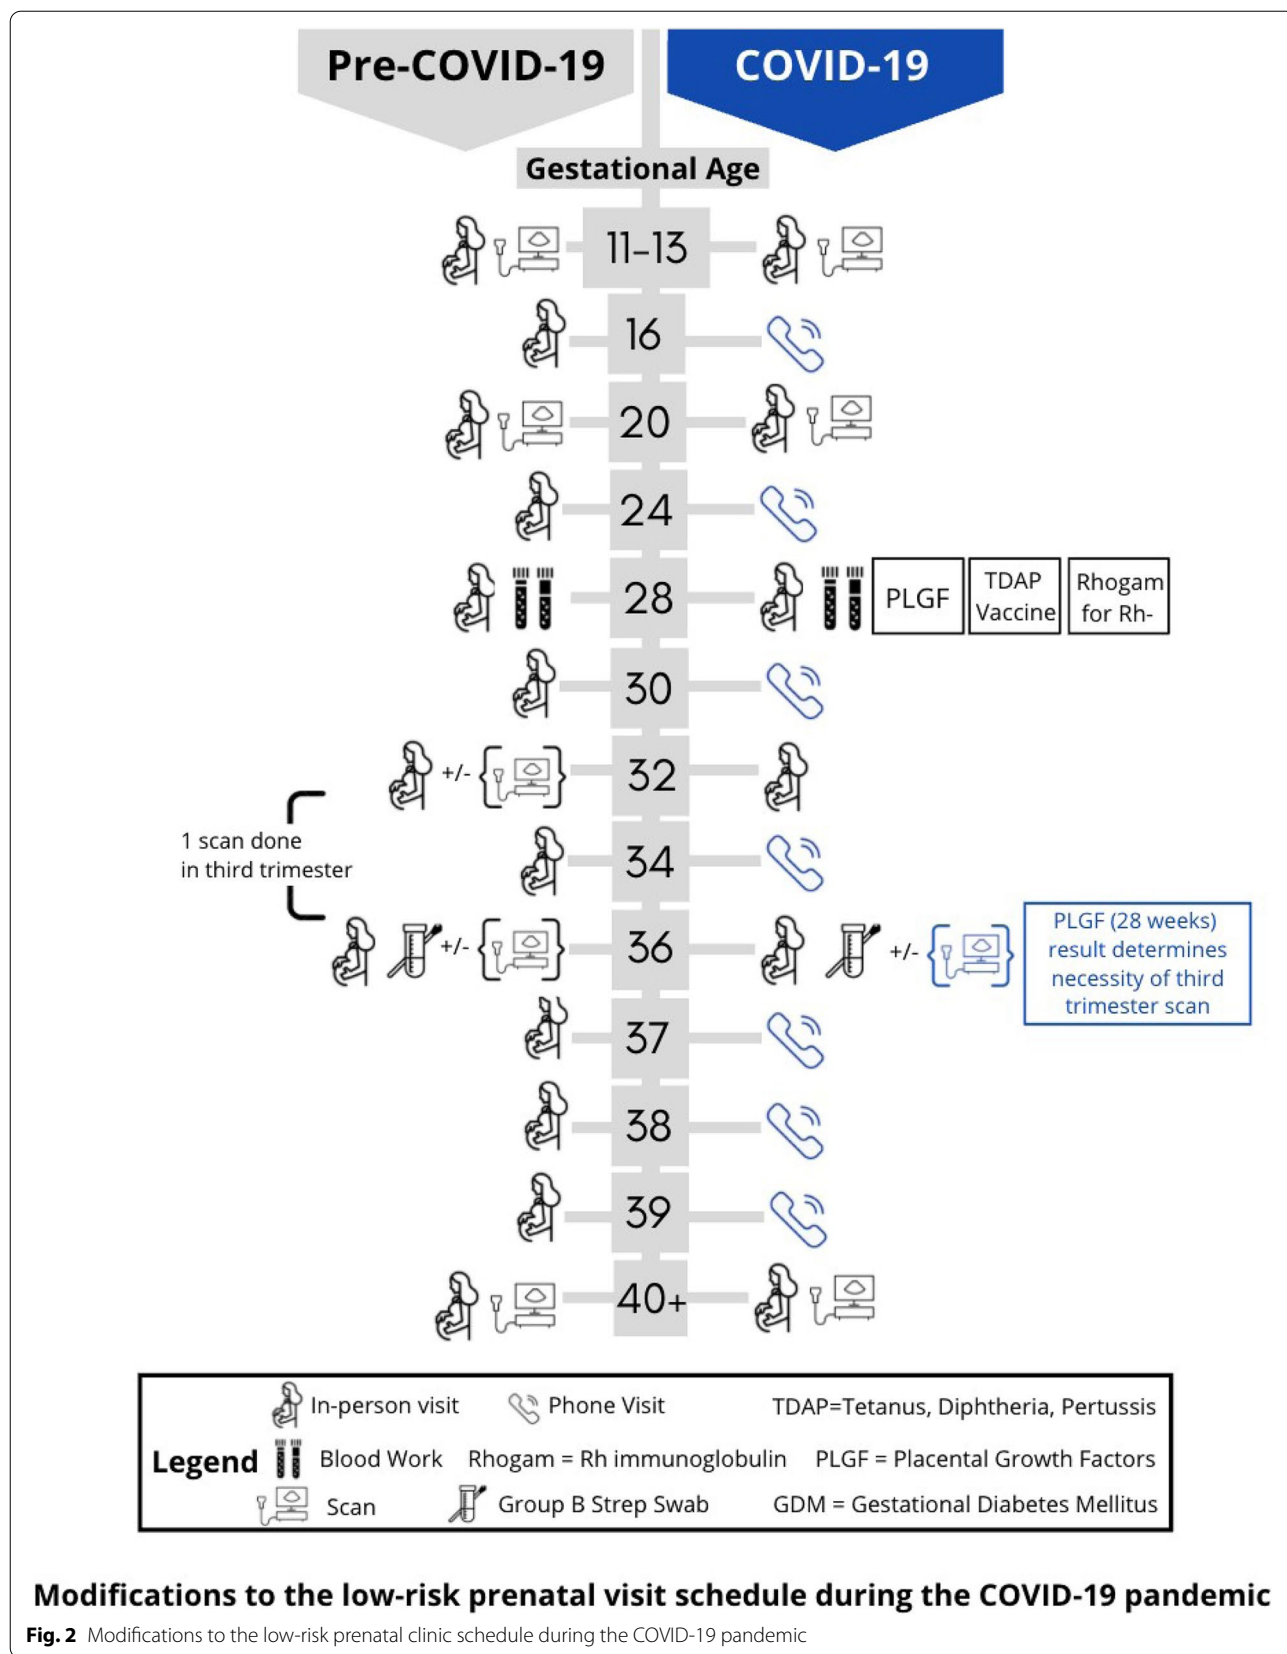 Pre-COVID-19
COVID-19
Gestational Age
11-13
16
20
24
28
PLGF
TDAP
Vaccine
Rhogam
for Rh-
30
+/-
32
1 scan done
in third trimester
34
+/-
36
+/-
PLGF (28 weeks)
result determines
necessity of third
trimester scan
37
38
39
40+
Legend
In-person visit
Phone Visit
TDAP=Tetanus, Diphtheria, Pertussis
Blood Work
Rhogam = Rh immunoglobulin
PLGF = Placental Growth Factors
Scan
Group B Strep Swab
GDM = Gestational Diabetes Mellitus
Modifications to the low-risk prenatal visit schedule during the COVID-19 pandemic
Fig. 2 Modifications to the low-risk prenatal clinic schedule during the COVID-19 pandemic